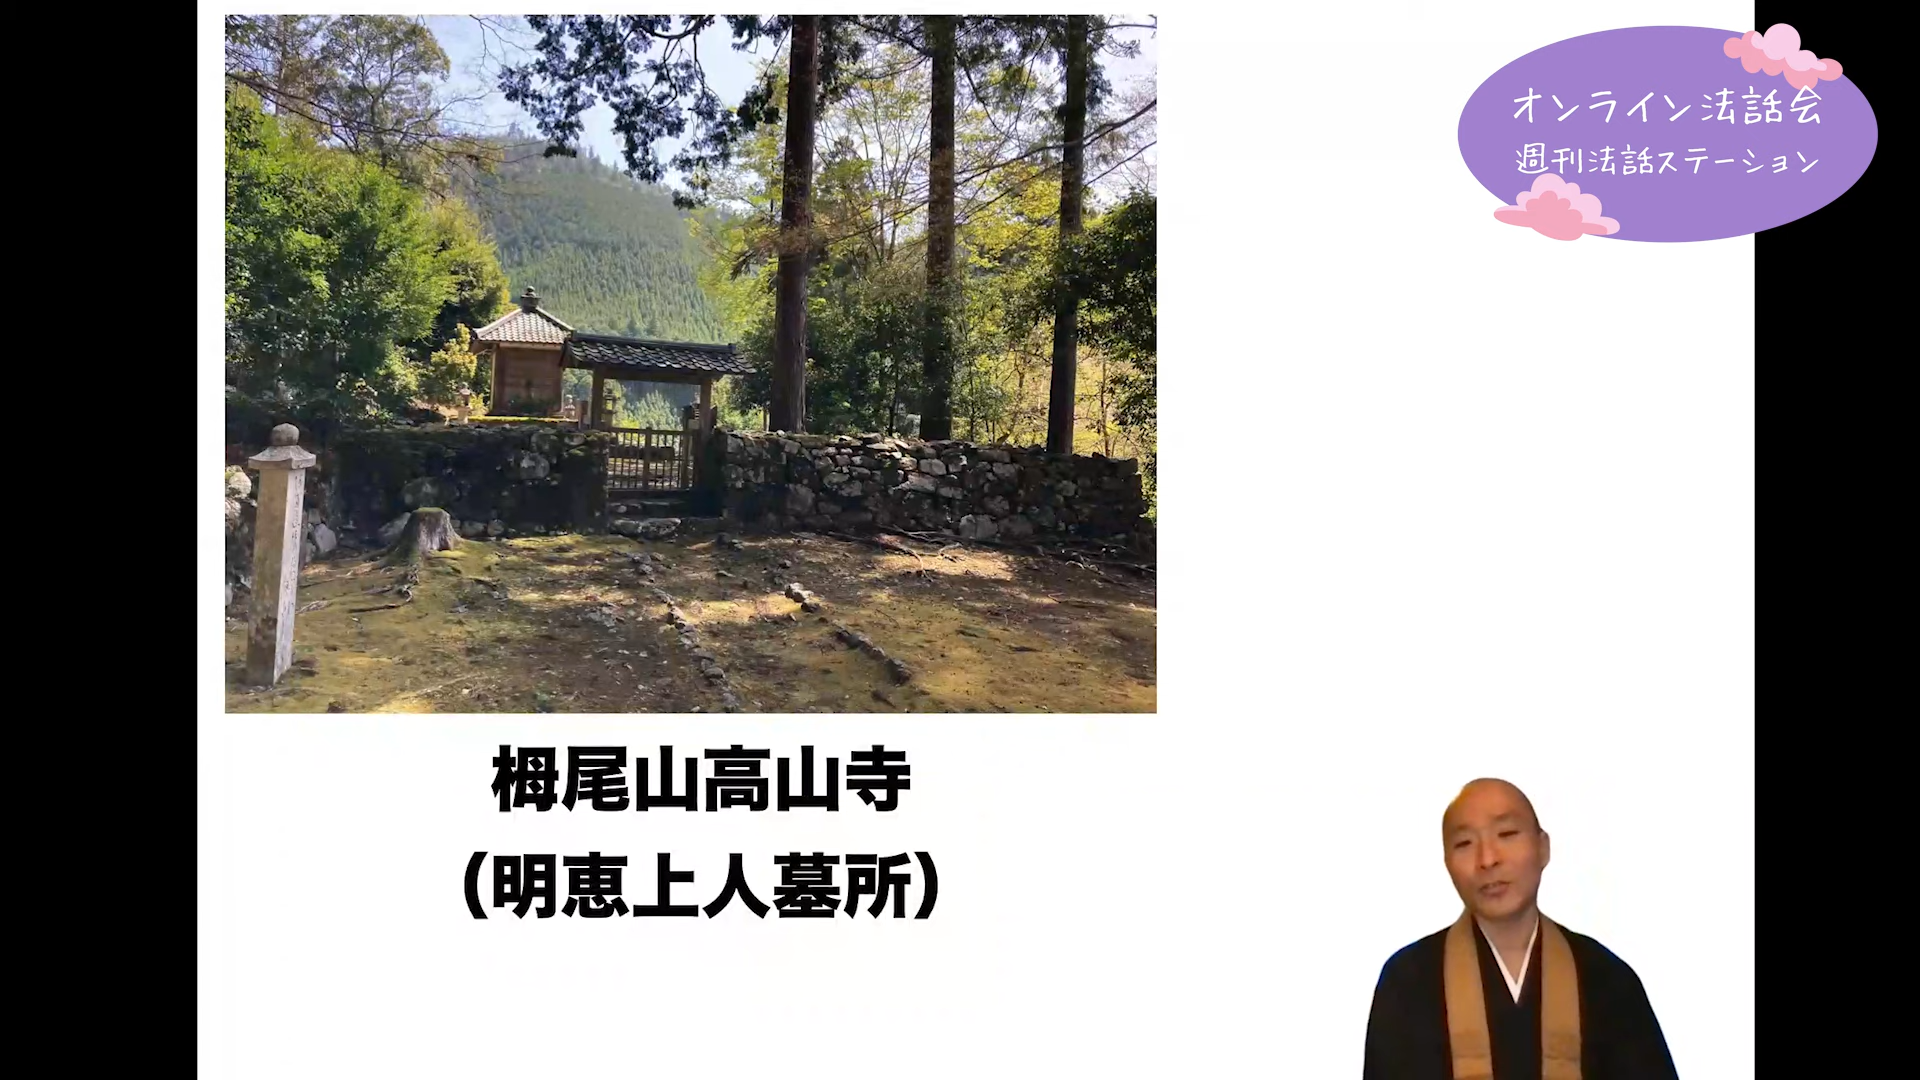 オンライン法話会
週刊法話ステーション
栂尾山高山寺
（明恵上人墓所）